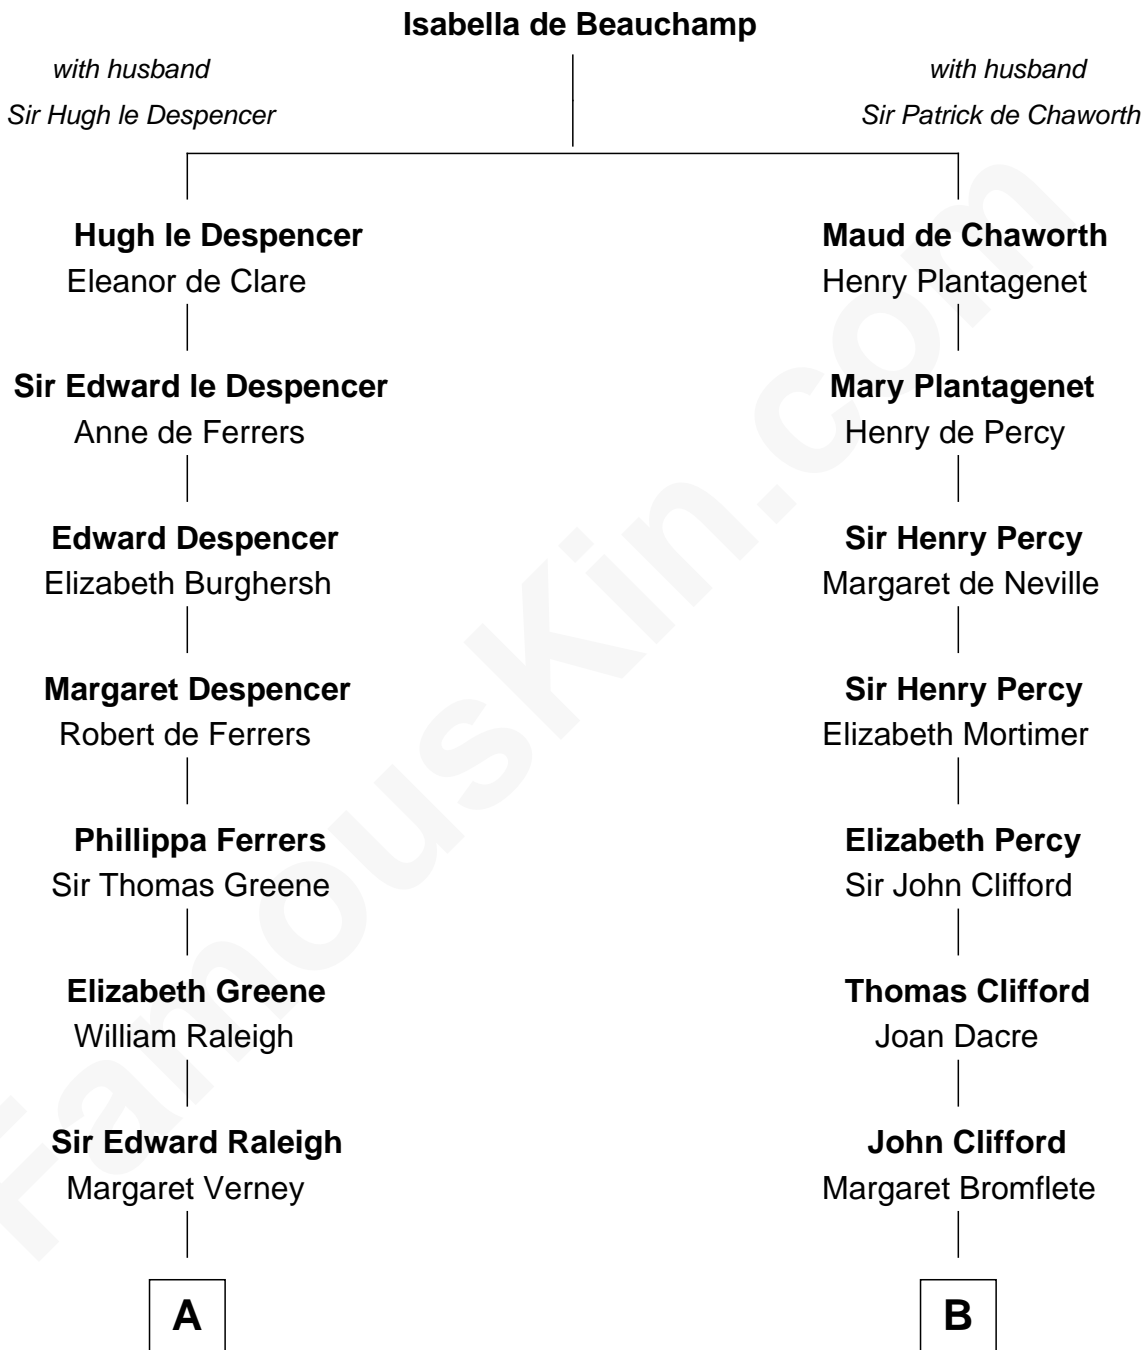 Isabella de Beauchamp
with husband
Sir Hugh le Despencer
with husband
Sir Patrick de Chaworth
Hugh le Despencer
Eleanor de Clare
Sir Edward le Despencer
Anne de Ferrers
Edward Despencer
Elizabeth Burghersh
Margaret Despencer
Robert de Ferrers
Phillippa Ferrers
Sir Thomas Greene
Elizabeth Greene
William Raleigh
Sir Edward Raleigh
Margaret Verney
A
Maud de Chaworth
Henry Plantagenet
Mary Plantagenet
Henry de Percy
Sir Henry Percy
Margaret de Neville
Sir Henry Percy
Elizabeth Mortimer
Elizabeth Percy
Sir John Clifford
Thomas Clifford
Joan Dacre
John Clifford
Margaret Bromflete
B
FamousKin.com